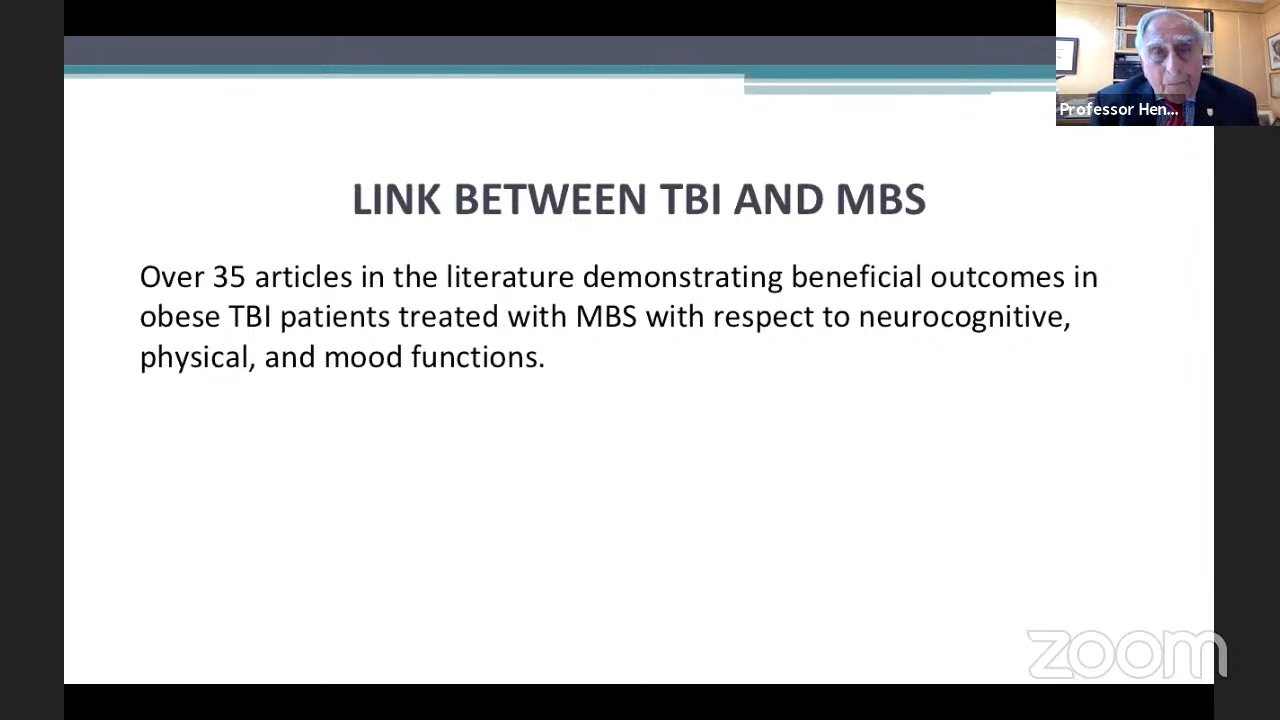 Professor Hen...
LINK BETWEEN TBI AND MBS
Over 35 articles in the literature demonstrating beneficial outcomes in
obese TBI patients treated with MBS with respect to neurocognitive,
physical, and mood functions.
zoom